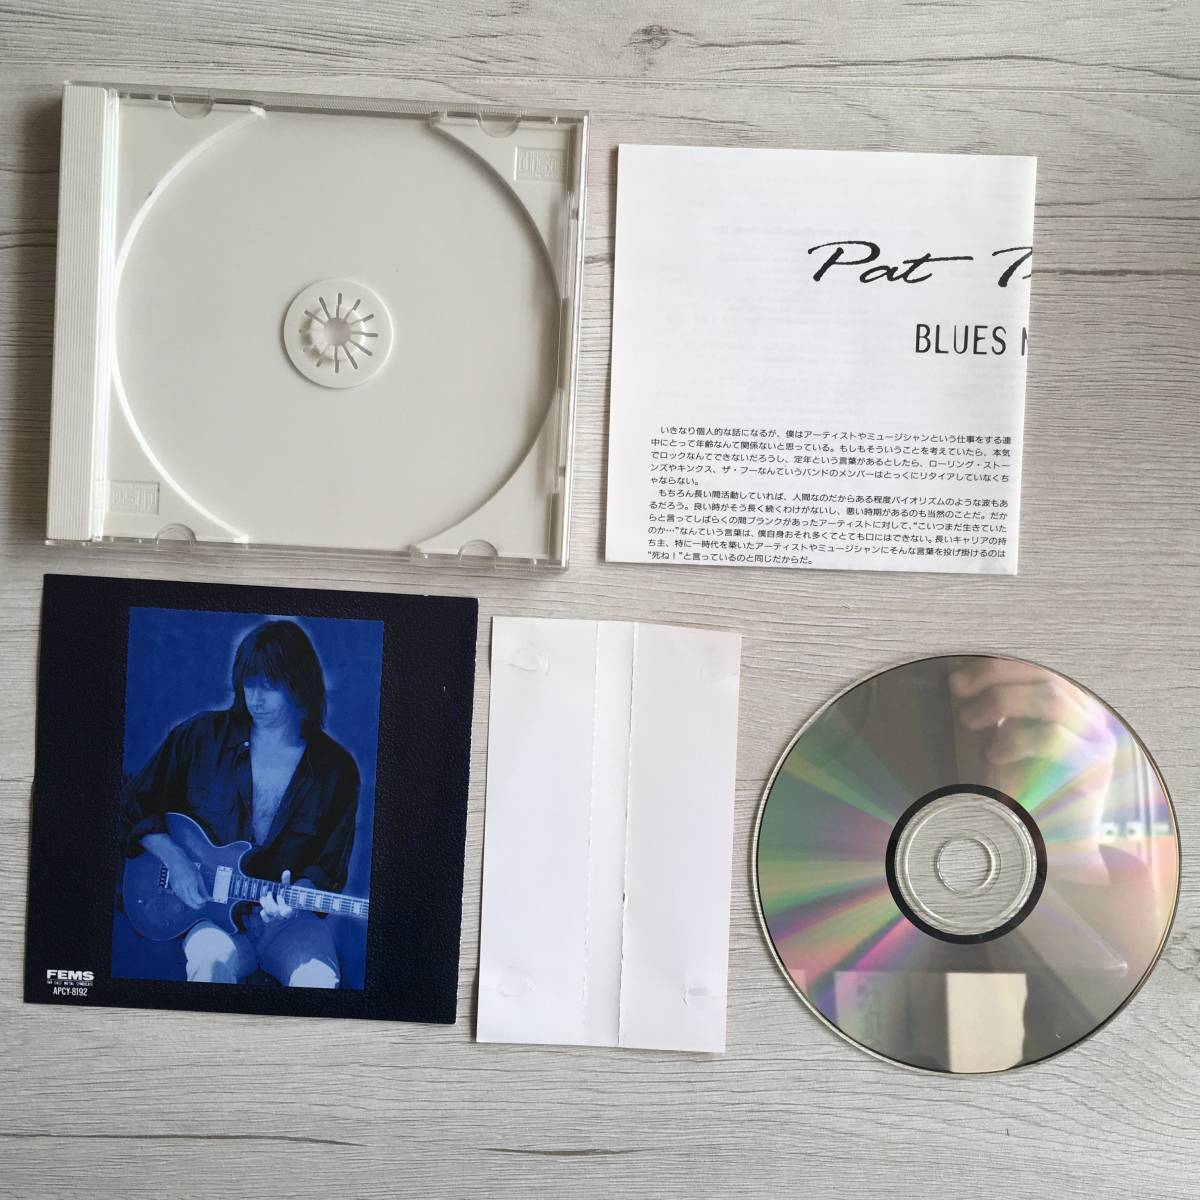 Pat T
BLUES
いきなり個人的な話になるが、僕はアーティストやミュージシャンという仕事をする連
中にとって年齢なんて関係ないと思っている。もしもそういうことを考えていたら、本気
でロックなんてできないだろうし、定年という言葉があるとしたら、ローリング・ストー
ンズやキンクス、ザ・フーなんていうバンドのメンバーはとっくにリタイアしていなくち
ゃならない。
もちろん長い間活動していれば、人間なのだからある程度バイオリズムのような波もあ
るだろう。良い時がそう長く続くわけがないし、悪い時期があるのも当然のことだ。だか
らと言ってしばらくの間ブランクがあったアーティストに対して、“こいつまだ生きていた
のか…”なんていう言葉は、僕自身おそれ多くてとても口にはできない。長いキャリアの持
ち主、特に一時代を築いたアーティストやミュージシャンにそんな言葉を投げ掛けるのは
“死ね！”と言っているのと同じだからだ。
FEMS
FAR EAST METAL SYNDICATE
APCY-8192